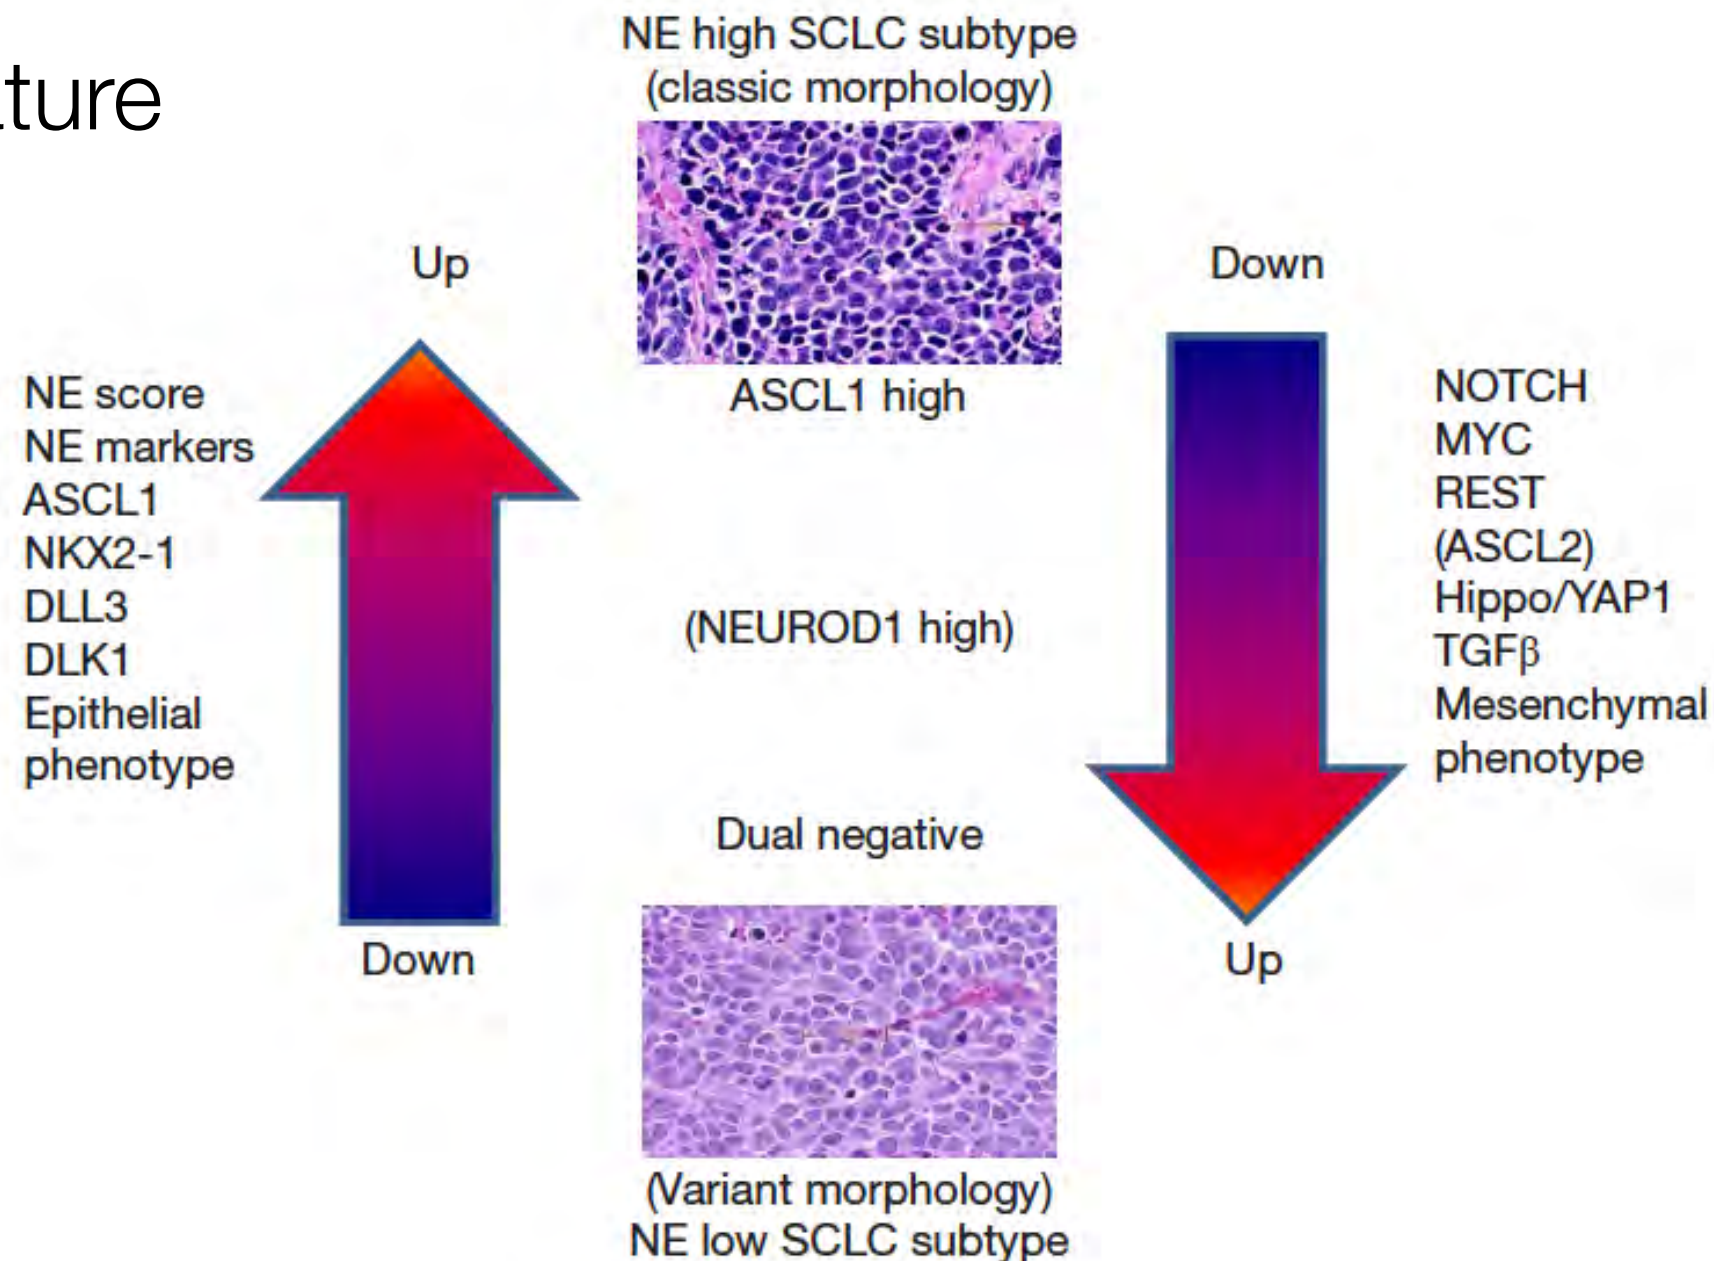 NE high SCLC subtype
(classic morphology)
Up
NE score
NE markers
ASCL1
NKX2-1
DLL3
DLK1
Epithelial
phenotype
Down
ASCL1 high
(NEUROD1 high)
Dual negative
(Variant morphology)
NE low SCLC subtype
Down
NOTCH
MYC
REST
(ASCL2)
Hippo/YAP1
TGFβ
Mesenchymal
phenotype
Up